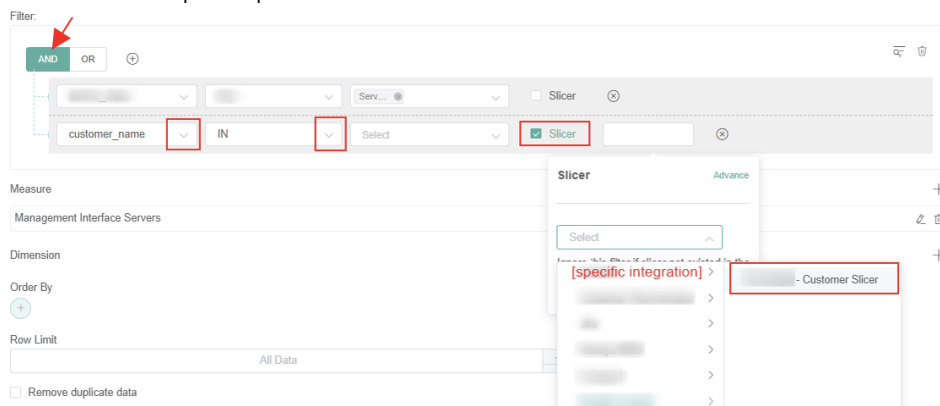 Filter:
AND OR
Serv... Slicer
customer_name IN Select Slicer
Slicer Advance
Measure
Management Interface Servers
Select
Dimension
[specific integration] - Customer Slicer
Order By
Row Limit
All Data
Remove duplicate data